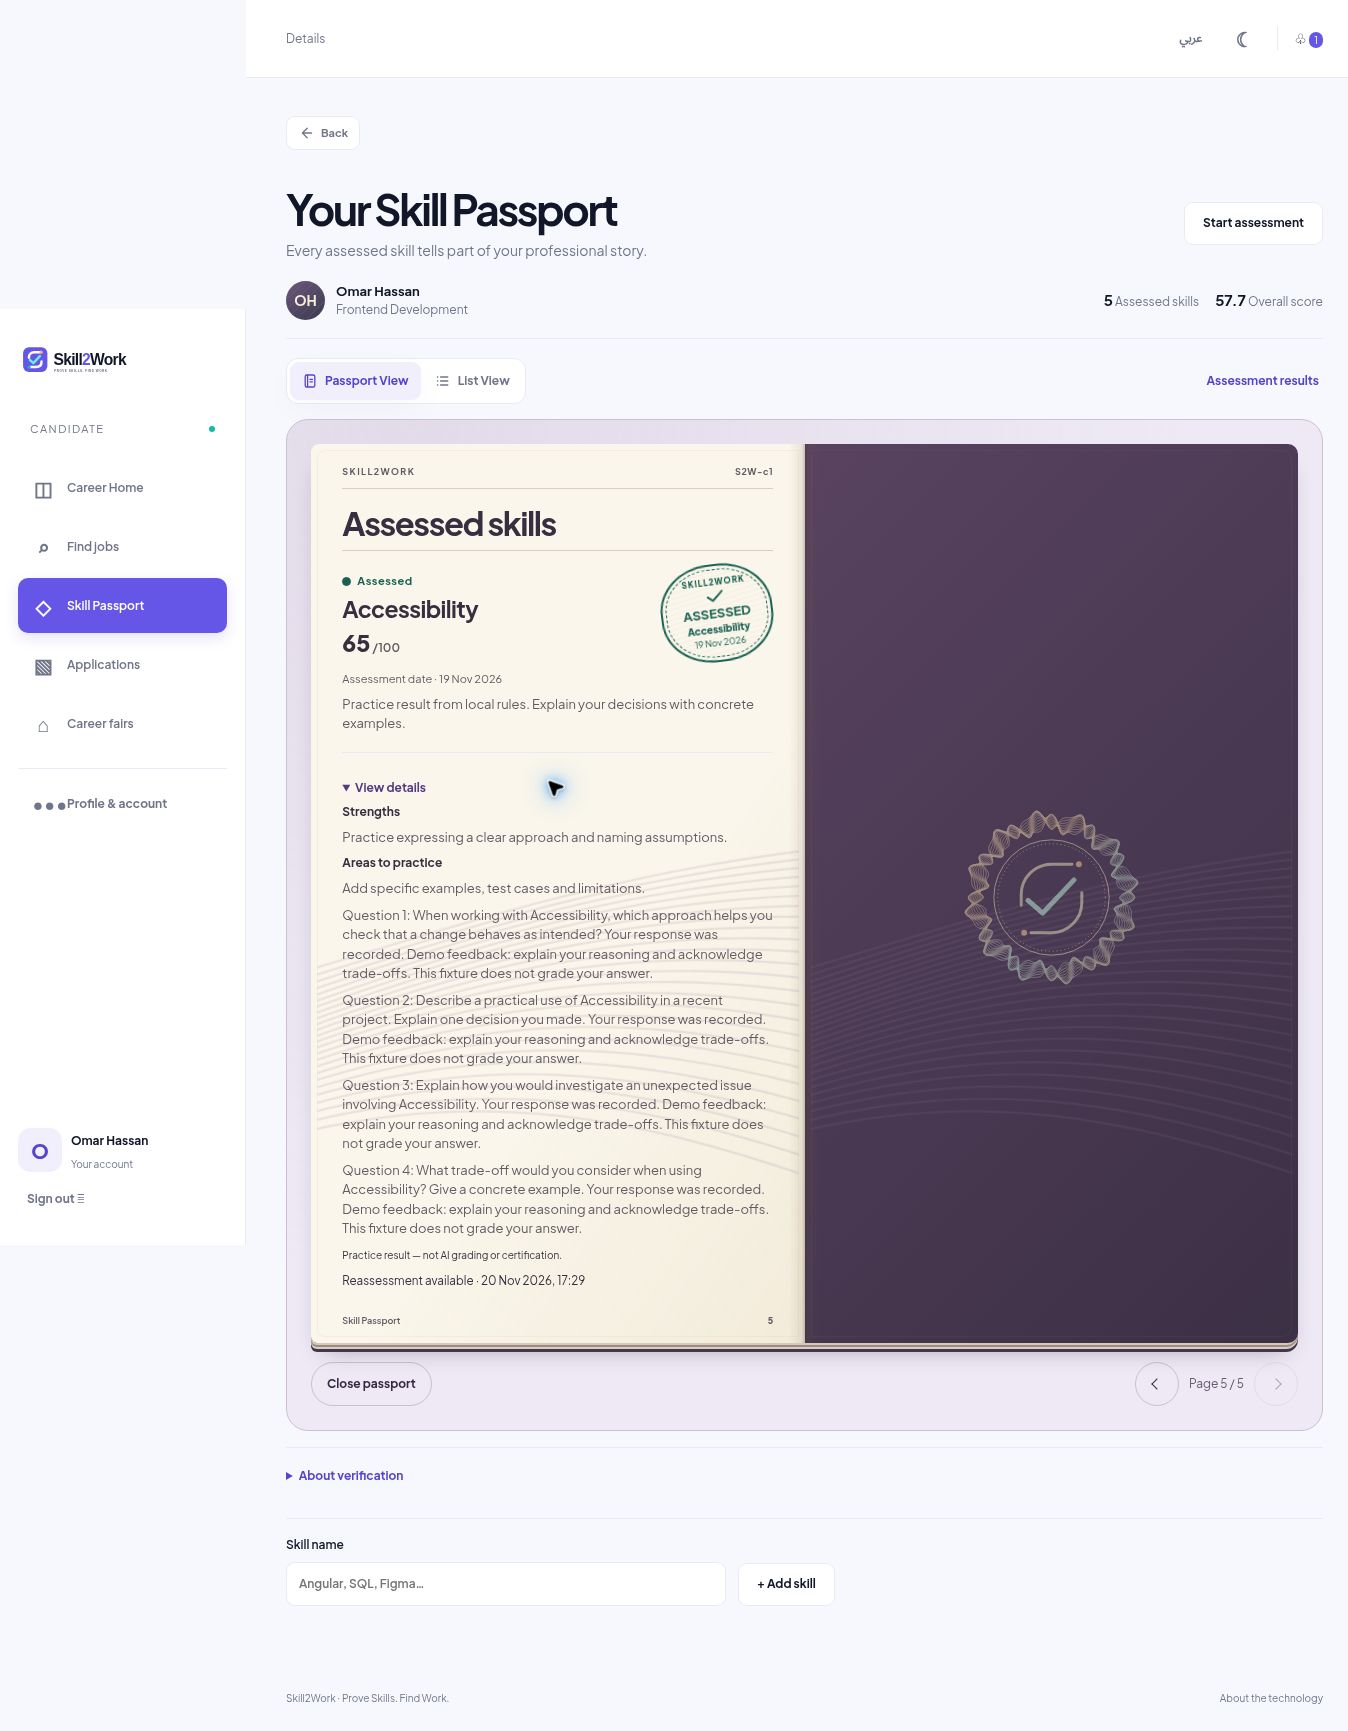 Details
عربي
1
Back
Your Skill Passport
Start assessment
Every assessed skill tells part of your professional story.
OH
Omar Hassan
Frontend Development
5 Assessed skills 57.7 Overall score
Passport View
List View
Assessment results
Skill2Work
PROVE SKILLS. FIND WORK.
CANDIDATE
Career Home
Find jobs
Skill Passport
Applications
Career fairs
Profile & account
Omar Hassan
Your account
Sign out
SKILL2WORK
S2W-c1
Assessed skills
Assessed
Accessibility
65 /100
SKILL2WORK
ASSESSED
Accessibility
19 Nov 2026
Assessment date · 19 Nov 2026
Practice result from local rules. Explain your decisions with concrete
examples.
▼ View details
Strengths
Practice expressing a clear approach and naming assumptions.
Areas to practice
Add specific examples, test cases and limitations.
Question 1: When working with Accessibility, which approach helps you
check that a change behaves as intended? Your response was
recorded. Demo feedback: explain your reasoning and acknowledge
trade-offs. This fixture does not grade your answer.
Question 2: Describe a practical use of Accessibility in a recent
project. Explain one decision you made. Your response was recorded.
Demo feedback: explain your reasoning and acknowledge trade-offs.
This fixture does not grade your answer.
Question 3: Explain how you would investigate an unexpected issue
involving Accessibility. Your response was recorded. Demo feedback:
explain your reasoning and acknowledge trade-offs. This fixture does
not grade your answer.
Question 4: What trade-off would you consider when using
Accessibility? Give a concrete example. Your response was recorded.
Demo feedback: explain your reasoning and acknowledge trade-offs.
This fixture does not grade your answer.
Practice result — not AI grading or certification.
Reassessment available · 20 Nov 2026, 17:29
Skill Passport
5
Close passport
Page 5 / 5
▶ About verification
Skill name
Angular, SQL, Figma…
+ Add skill
Skill2Work · Prove Skills. Find Work.
About the technology